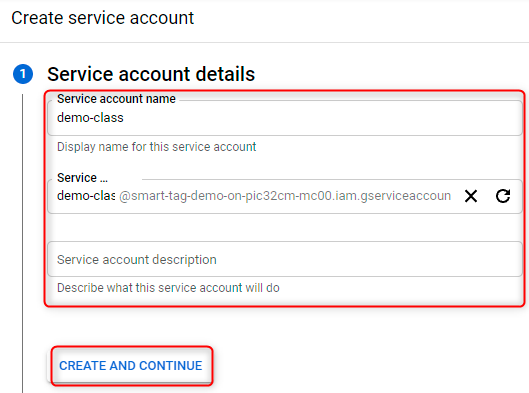 Create service account
1 Service account details
Service account name
demo-class
Display name for this service account
Service ...
demo-clas @smart-tag-demo-on-pic32cm-mc00.iam.gserviceaccoun
Service account description
Describe what this service account will do
CREATE AND CONTINUE